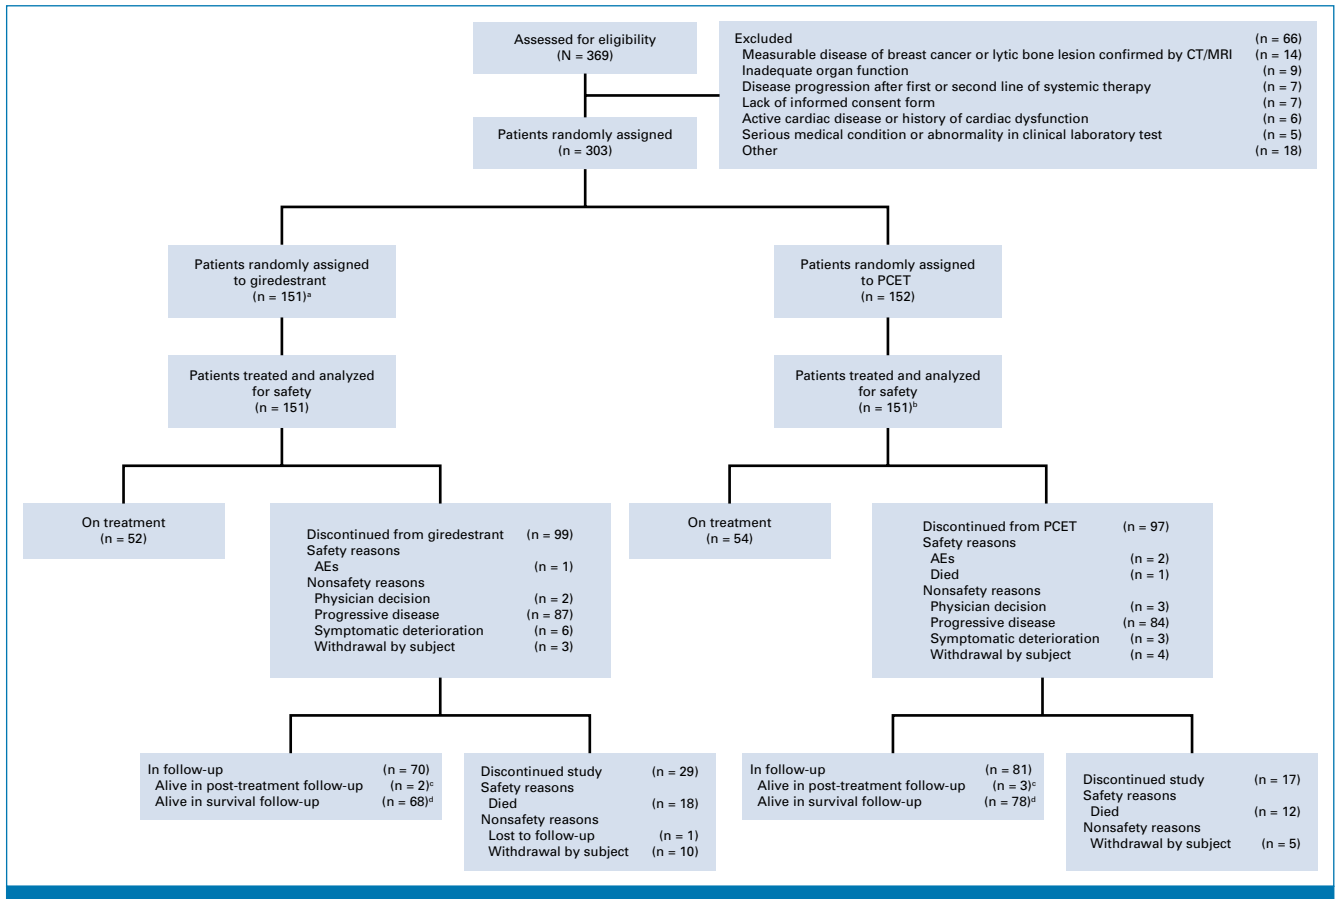 Assessed for eligibility
(N = 369)
Excluded (n = 66)
Measurable disease of breast cancer or lytic bone lesion confirmed by CT/MRI (n = 14)
Inadequate organ function (n = 9)
Disease progression after first or second line of systemic therapy (n = 7)
Lack of informed consent form (n = 7)
Active cardiac disease or history of cardiac dysfunction (n = 6)
Serious medical condition or abnormality in clinical laboratory test (n = 5)
Other (n = 18)
Patients randomly assigned
(n = 303)
Patients randomly assigned
to giredestrant
(n = 151)ᵃ
Patients randomly assigned
to PCET
(n = 152)
Patients treated and analyzed
for safety
(n = 151)
Patients treated and analyzed
for safety
(n = 151)ᵇ
On treatment
(n = 52)
Discontinued from giredestrant (n = 99)
Safety reasons
AEs (n = 1)
Nonsafety reasons
Physician decision (n = 2)
Progressive disease (n = 87)
Symptomatic deterioration (n = 6)
Withdrawal by subject (n = 3)
On treatment
(n = 54)
Discontinued from PCET (n = 97)
Safety reasons
AEs (n = 2)
Died (n = 1)
Nonsafety reasons
Physician decision (n = 3)
Progressive disease (n = 84)
Symptomatic deterioration (n = 3)
Withdrawal by subject (n = 4)
In follow-up (n = 70)
Alive in post-treatment follow-up (n = 2)ᶜ
Alive in survival follow-up (n = 68)ᵈ
Discontinued study (n = 29)
Safety reasons
Died (n = 18)
Nonsafety reasons
Lost to follow-up (n = 1)
Withdrawal by subject (n = 10)
In follow-up (n = 81)
Alive in post-treatment follow-up (n = 3)ᶜ
Alive in survival follow-up (n = 78)ᵈ
Discontinued study (n = 17)
Safety reasons
Died (n = 12)
Nonsafety reasons
Withdrawal by subject (n = 5)